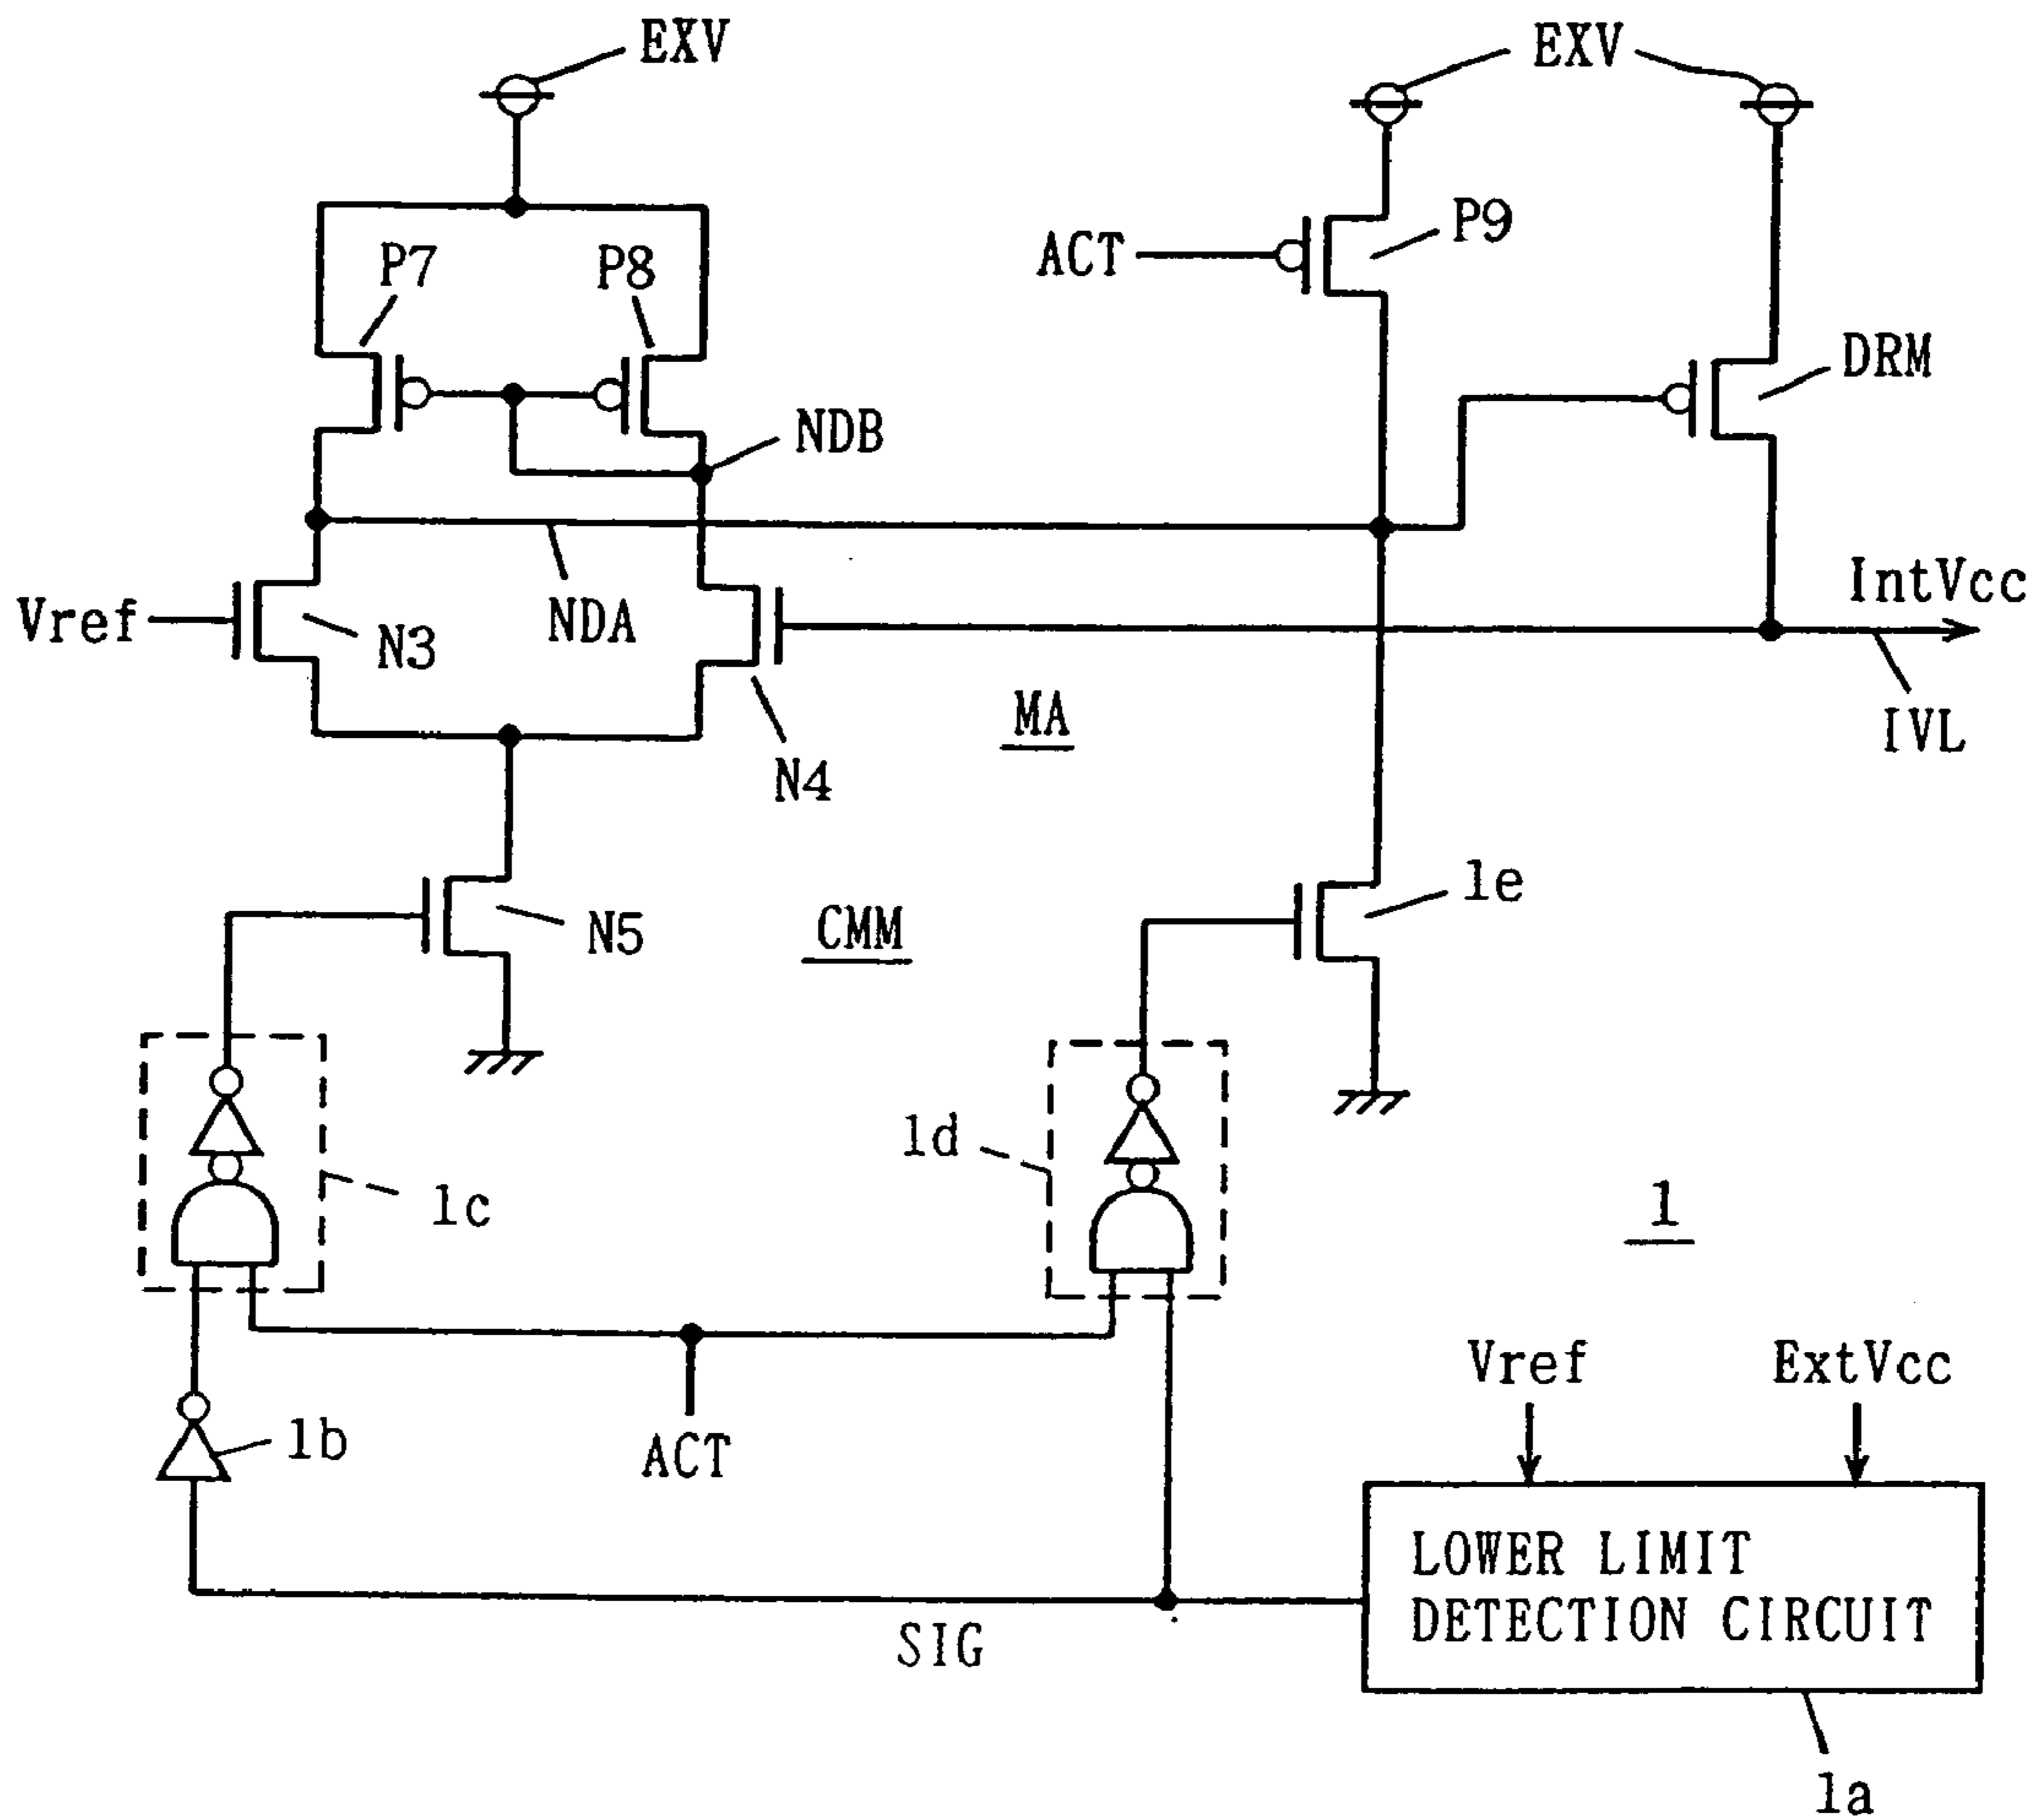 EXV
EXV
P7
P8
ACT
P9
DRM
NDB
Vref
N3
NDA
IntVcc
MA
IVL
N4
1e
N5
CMM
1d
1c
1
Vref
ExtVcc
1b
ACT
LOWER LIMIT
DETECTION CIRCUIT
SIG
1a